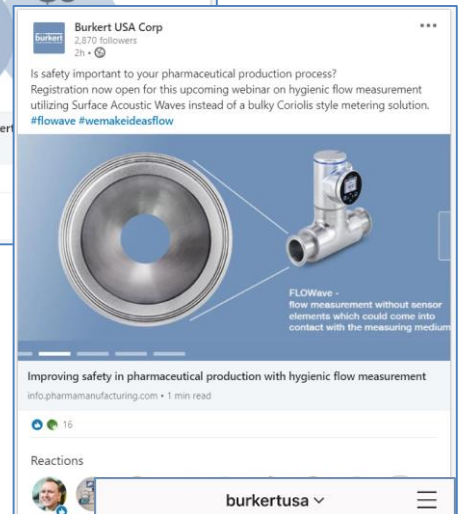 ert
Burkert USA Corp
burkert
2,870 followers
2h •
Is safety important to your pharmaceutical production process?
Registration now open for this upcoming webinar on hygienic flow measurement
utilizing Surface Acoustic Waves instead of a bulky Coriolis style metering solution.
#flowave #wemakeideasflow
FLOWave -
flow measurement without sensor
elements which could come into
contact with the measuring medium
Improving safety in pharmaceutical production with hygienic flow measurement
info.pharmamanufacturing.com • 1 min read
16
Reactions
burkertusa